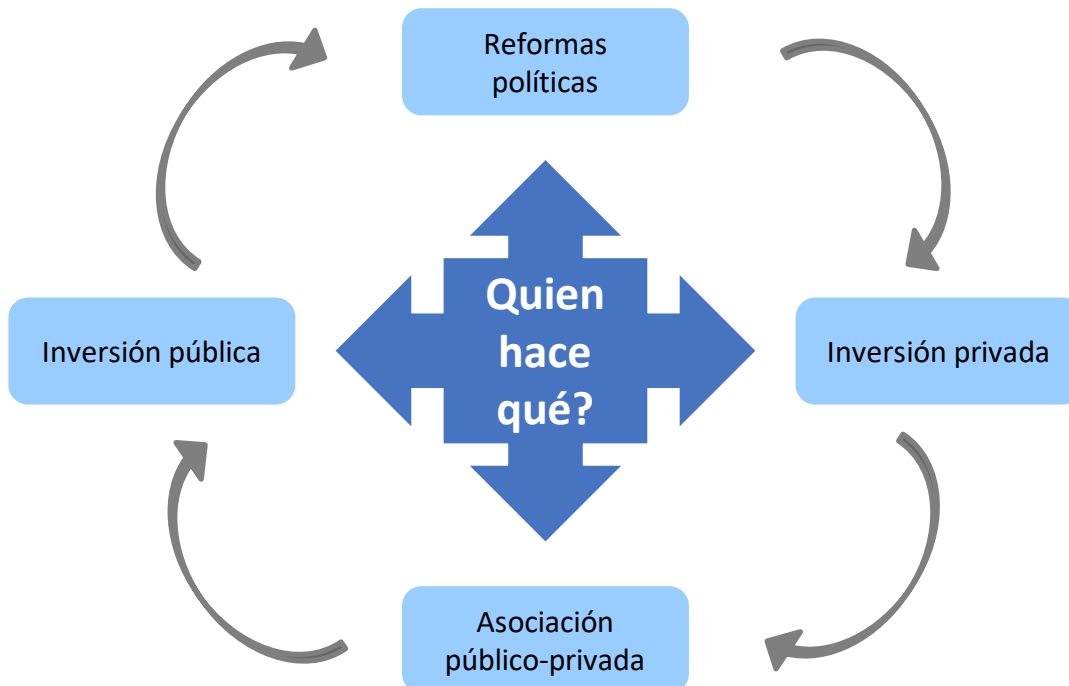 Reformas
políticas
Quien
hace
qué?
Inversión pública
Inversión privada
Asociación
público-privada